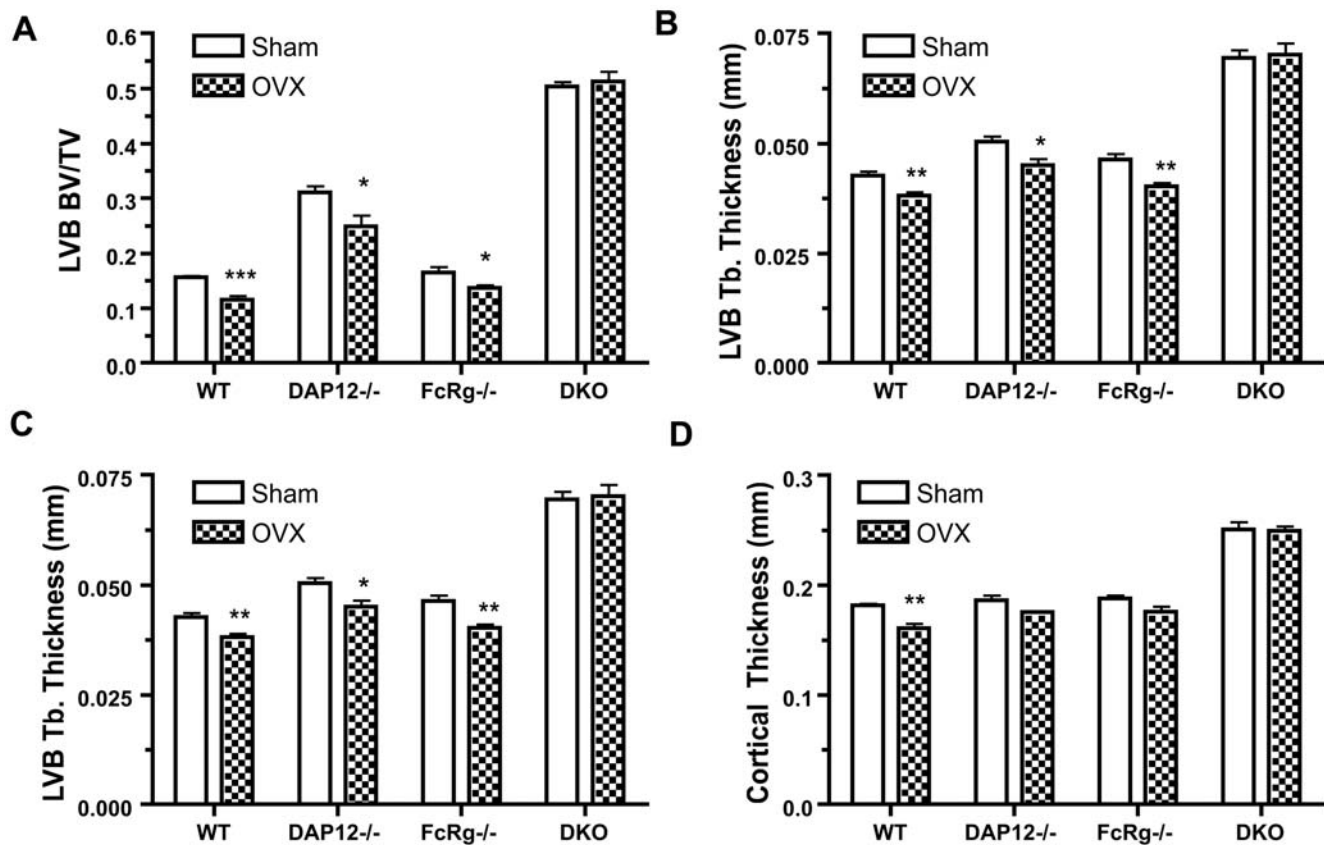 A
LVB BV/TV
0.6
0.5
0.4
0.3
0.2
0.1
0.0
Sham
OVX
***
*
*
WT
DAP12-/-
FcRg-/-
DKO
B
LVB Tb. Thickness (mm)
0.075
0.050
0.025
0.000
Sham
OVX
**
*
**
WT
DAP12-/-
FcRg-/-
DKO
C
LVB Tb. Thickness (mm)
0.075
0.050
0.025
0.000
Sham
OVX
**
*
**
WT
DAP12-/-
FcRg-/-
DKO
D
Cortical Thickness (mm)
0.3
0.2
0.1
0.0
Sham
OVX
**
WT
DAP12-/-
FcRg-/-
DKO